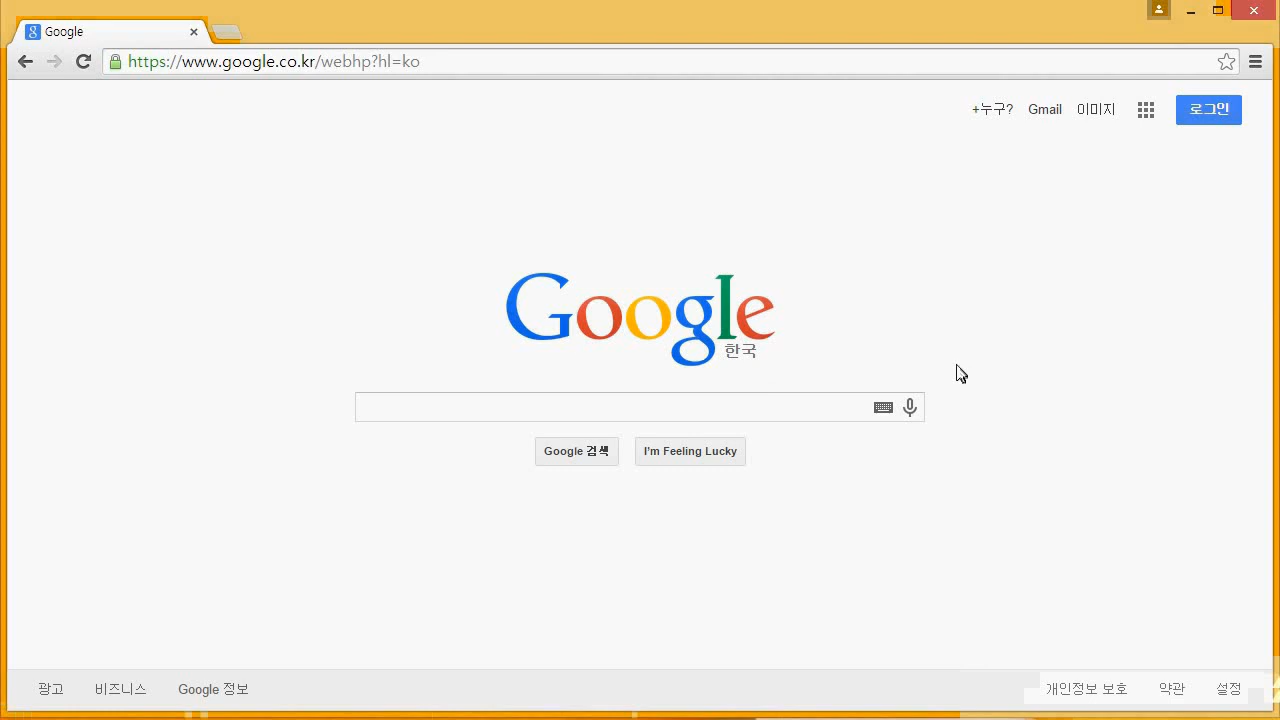 Google
https://www.google.co.kr/webhp?hl=ko
+누구? Gmail 이미지 로그인
Google
한국
Google 검색 I'm Feeling Lucky
광고 비즈니스 Google 정보 개인정보 보호 약관 설정